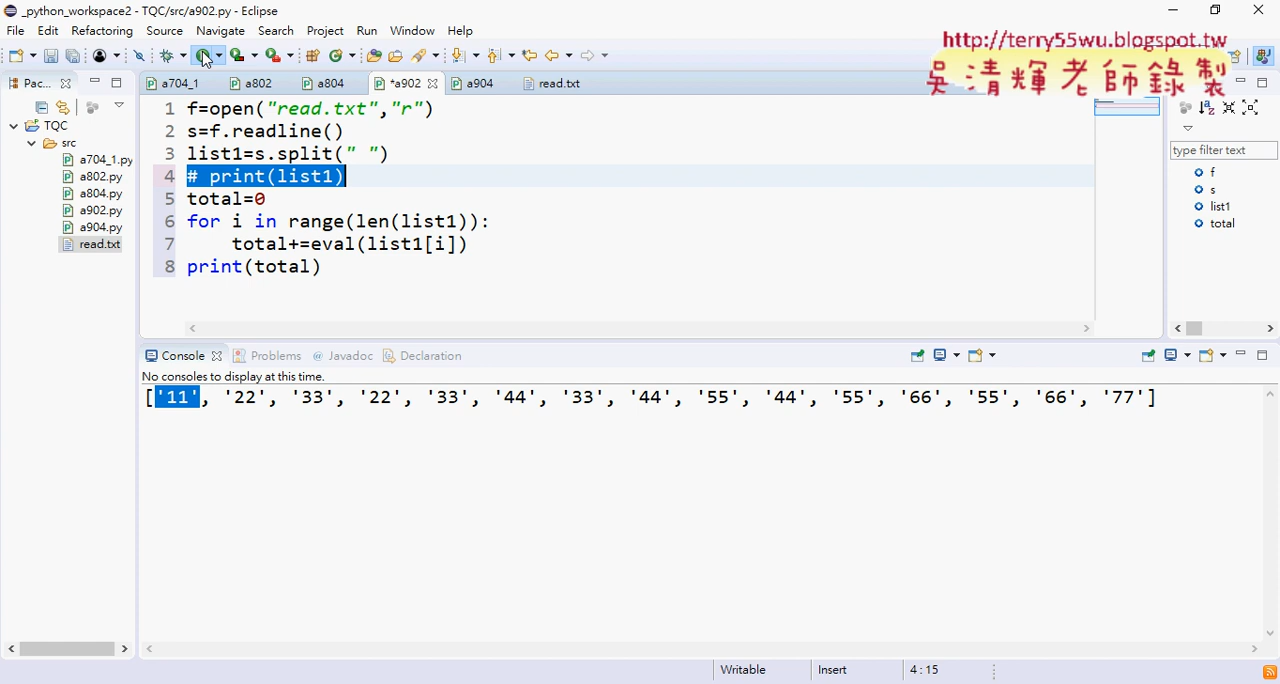 _python_workspace2 - TQC/src/a902.py - Eclipse
File Edit Refactoring Source Navigate Search Project Run Window Help
http://terry55wu.blogspot.tw
吳清輝老師錄製
Pac...
a704_1 a802 a804 *a902 a904 read.txt
TQC
src
a704_1.py
a802.py
a804.py
a902.py
a904.py
read.txt
1 f=open("read.txt","r")
2 s=f.readline()
3 list1=s.split(" ")
4 # print(list1)
5 total=0
6 for i in range(len(list1)):
7 total+=eval(list1[i])
8 print(total)
type filter text
f
s
list1
total
Console Problems Javadoc Declaration
No consoles to display at this time.
['11', '22', '33', '22', '33', '44', '33', '44', '55', '44', '55', '66', '55', '66', '77']
Writable Insert 4 : 15